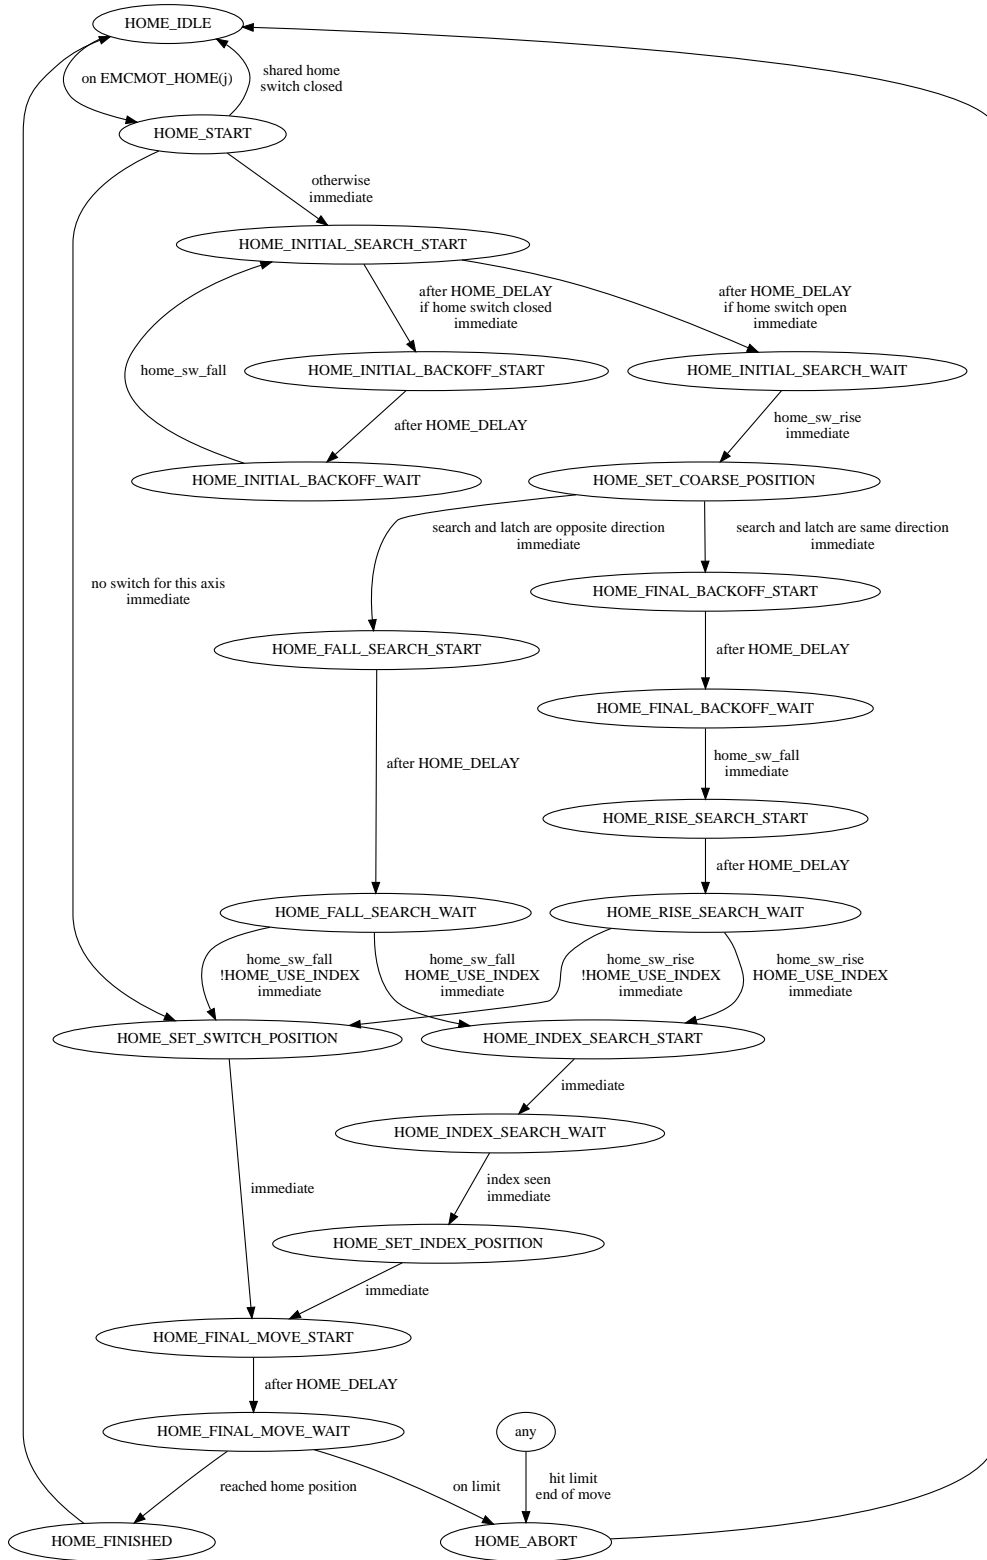 HOME_IDLE
on EMCMOT_HOME(j)
shared home
switch closed
HOME_START
otherwise
immediate
HOME_INITIAL_SEARCH_START
after HOME_DELAY
if home switch closed
immediate
after HOME_DELAY
if home switch open
immediate
home_sw_fall
HOME_INITIAL_BACKOFF_START
HOME_INITIAL_SEARCH_WAIT
after HOME_DELAY
home_sw_rise
immediate
HOME_INITIAL_BACKOFF_WAIT
HOME_SET_COARSE_POSITION
search and latch are opposite direction
immediate
search and latch are same direction
immediate
no switch for this axis
immediate
HOME_FINAL_BACKOFF_START
HOME_FALL_SEARCH_START
after HOME_DELAY
HOME_FINAL_BACKOFF_WAIT
after HOME_DELAY
home_sw_fall
immediate
HOME_RISE_SEARCH_START
after HOME_DELAY
HOME_FALL_SEARCH_WAIT
HOME_RISE_SEARCH_WAIT
home_sw_fall
!HOME_USE_INDEX
immediate
home_sw_fall
HOME_USE_INDEX
immediate
home_sw_rise
!HOME_USE_INDEX
immediate
home_sw_rise
HOME_USE_INDEX
immediate
HOME_SET_SWITCH_POSITION
HOME_INDEX_SEARCH_START
immediate
HOME_INDEX_SEARCH_WAIT
immediate
index seen
immediate
HOME_SET_INDEX_POSITION
immediate
HOME_FINAL_MOVE_START
after HOME_DELAY
HOME_FINAL_MOVE_WAIT
any
reached home position
on limit
hit limit
end of move
HOME_FINISHED
HOME_ABORT